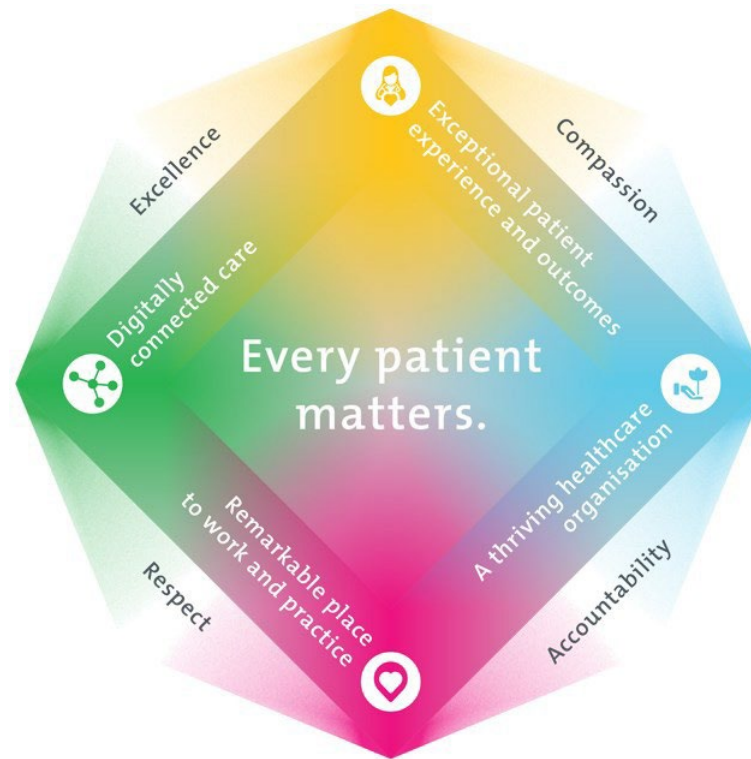 Excellence
Compassion
Exceptional patient
experience and outcomes
Digitally
connected care
Every patient
matters.
Remarkable place
to work and practice
A thriving healthcare
organisation
Respect
Accountability